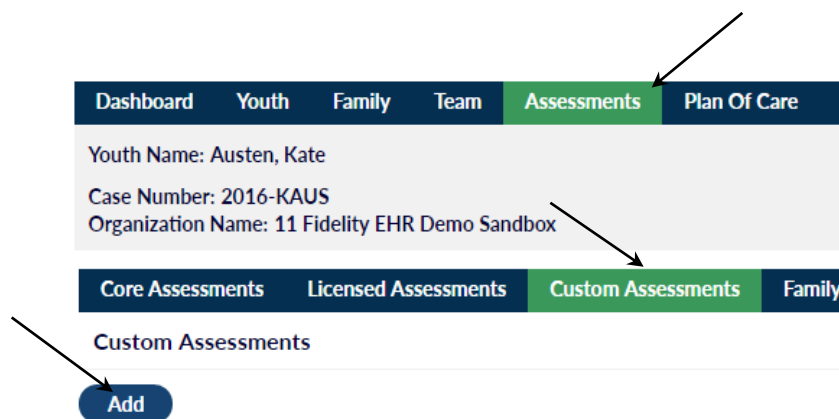 Dashboard Youth Family Team Assessments Plan Of Care
Youth Name: Austen, Kate
Case Number: 2016-KAUS
Organization Name: 11 Fidelity EHR Demo Sandbox
Core Assessments Licensed Assessments Custom Assessments Family
Custom Assessments
Add